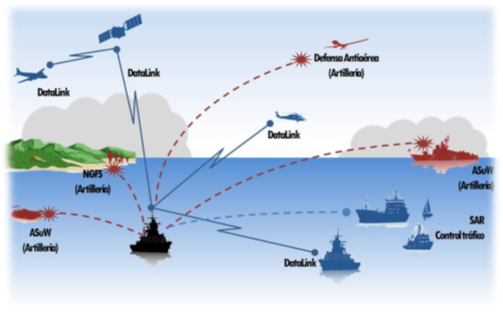 Defensa Antiaérea
(Artillería)
DataLink
DataLink
DataLink
NGFS
(Artillería)
ASuW
(Artillería)
ASuW
(Artillería)
SAR
Control tráfico
DataLink